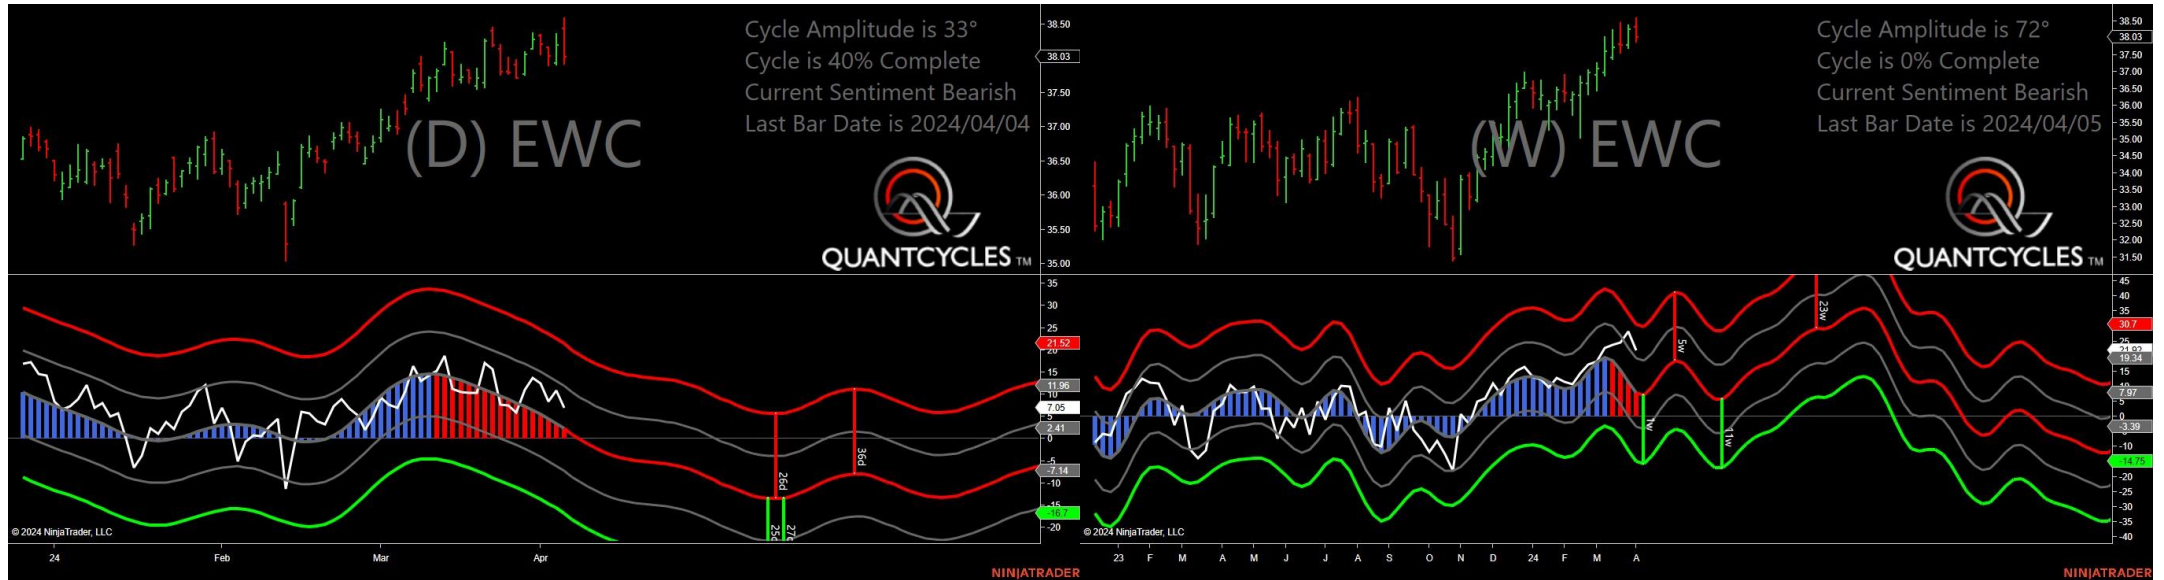 Cycle Amplitude is 33°
Cycle is 40% Complete
Current Sentiment Bearish
Last Bar Date is 2024/04/04
(D) EWC
QUANTCYCLES TM
38.50
38.03
37.50
37.00
36.50
36.00
35.50
35.00
35
30
25
21.52
20
15
11.96
7.05
2.41
0
-5
-7.14
-10
-15
-16.7
-20
26d
36d
25d
27d
© 2024 NinjaTrader, LLC
24 Feb Mar Apr
NINJATRADER
Cycle Amplitude is 72°
Cycle is 0% Complete
Current Sentiment Bearish
Last Bar Date is 2024/04/05
(W) EWC
QUANTCYCLES TM
38.50
38.03
37.50
37.00
36.50
36.00
35.50
35.00
34.50
34.00
33.50
33.00
32.50
32.00
31.50
45
40
35
30.7
25
21.92
19.34
15
10
7.97
5
0
-3.39
-10
-14.75
-20
-25
-30
-35
-40
1w
5w
11w
23w
© 2024 NinjaTrader, LLC
23 F M A M J J A S O N D 24 F M A
NINJATRADER